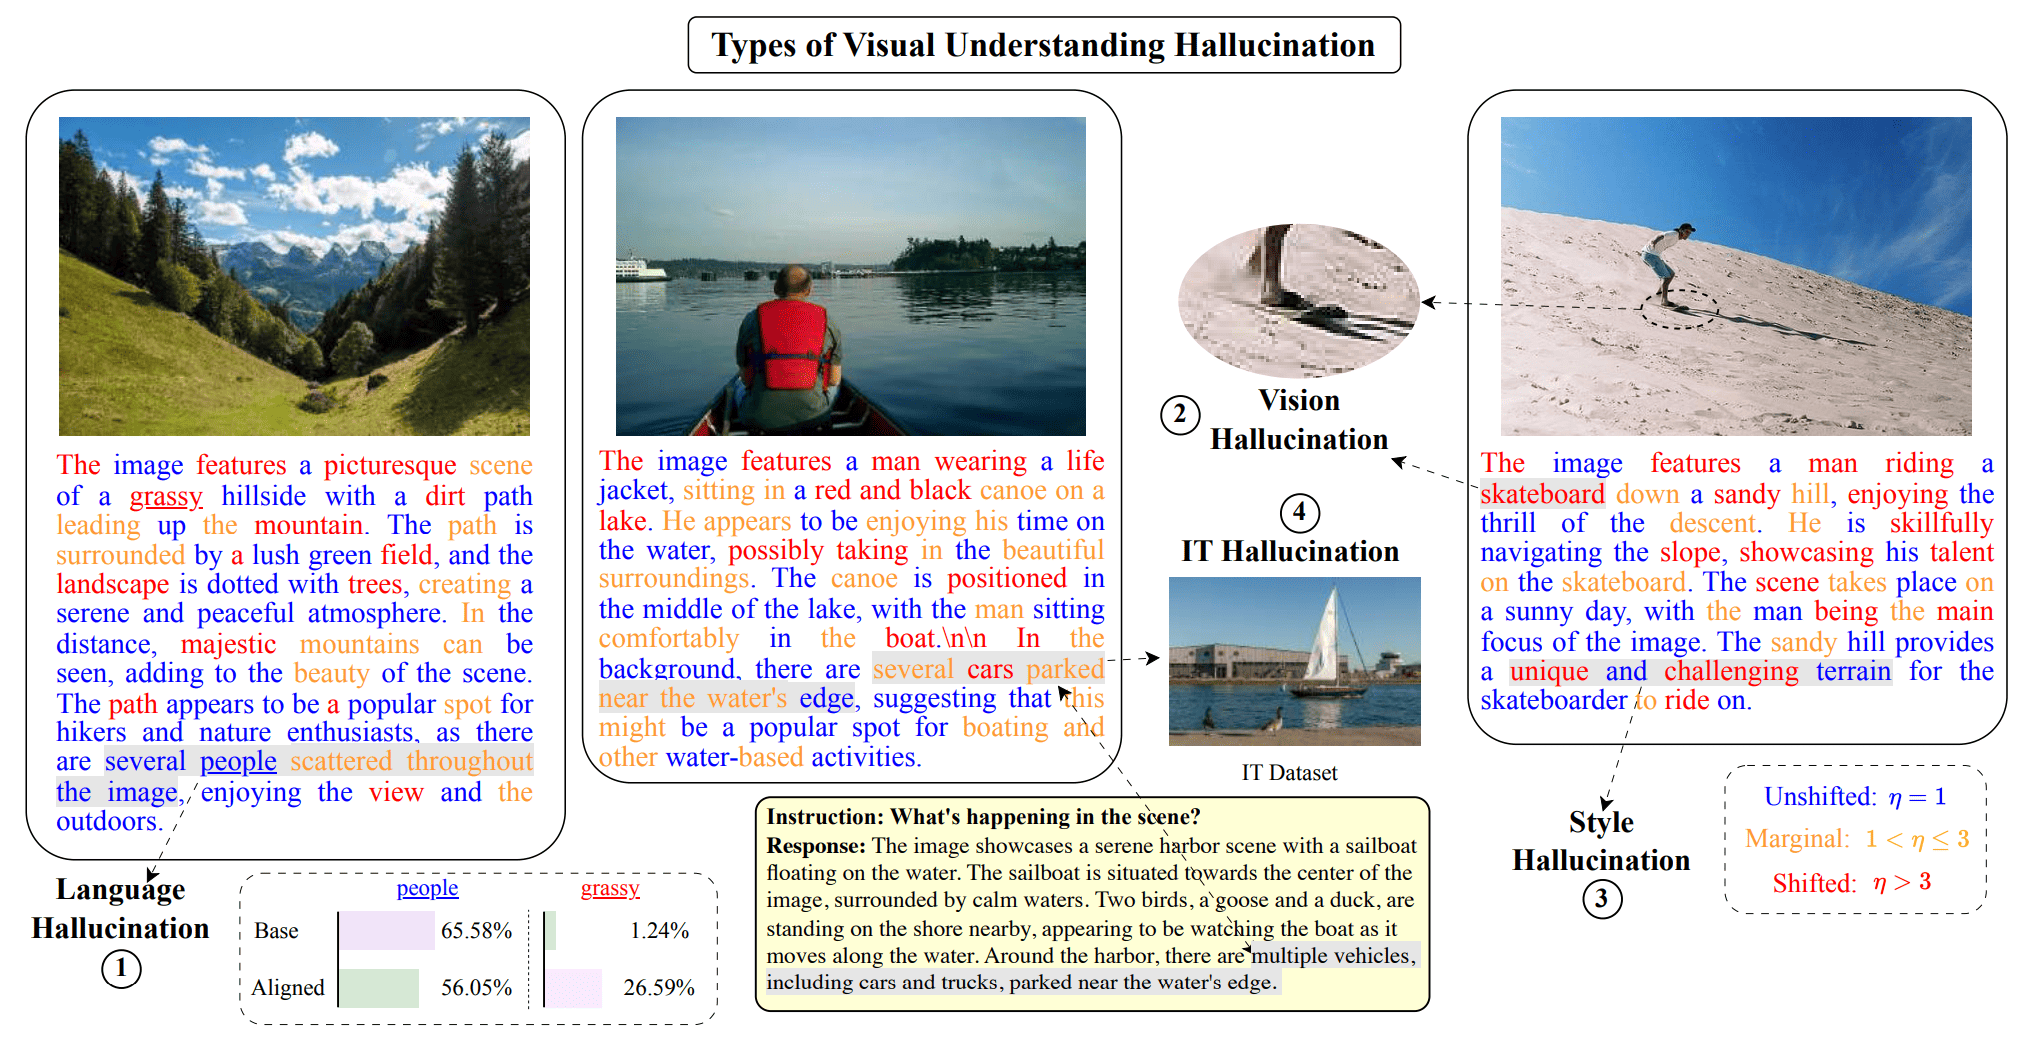 Types of Visual Understanding Hallucination
The image features a picturesque scene
of a grassy hillside with a dirt path
leading up the mountain. The path is
surrounded by a lush green field, and the
landscape is dotted with trees, creating a
serene and peaceful atmosphere. In the
distance, majestic mountains can be
seen, adding to the beauty of the scene.
The path appears to be a popular spot for
hikers and nature enthusiasts, as there
are several people scattered throughout
the image, enjoying the view and the
outdoors.
Language
Hallucination
1
people
grassy
Base
65.58%
1.24%
Aligned
56.05%
26.59%
The image features a man wearing a life
jacket, sitting in a red and black canoe on a
lake. He appears to be enjoying his time on
the water, possibly taking in the beautiful
surroundings. The canoe is positioned in
the middle of the lake, with the man sitting
comfortably in the boat.\n\n In the
background, there are several cars parked
near the water's edge, suggesting that this
might be a popular spot for boating and
other water-based activities.
2
Vision
Hallucination
4
IT Hallucination
IT Dataset
Instruction: What's happening in the scene?
Response: The image showcases a serene harbor scene with a sailboat
floating on the water. The sailboat is situated towards the center of the
image, surrounded by calm waters. Two birds, a goose and a duck, are
standing on the shore nearby, appearing to be watching the boat as it
moves along the water. Around the harbor, there are multiple vehicles,
including cars and trucks, parked near the water's edge.
The image features a man riding a
skateboard down a sandy hill, enjoying the
thrill of the descent. He is skillfully
navigating the slope, showcasing his talent
on the skateboard. The scene takes place on
a sunny day, with the man being the main
focus of the image. The sandy hill provides
a unique and challenging terrain for the
skateboarder to ride on.
Style
Hallucination
3
Unshifted: η = 1
Marginal: 1 < η ≤ 3
Shifted: η > 3